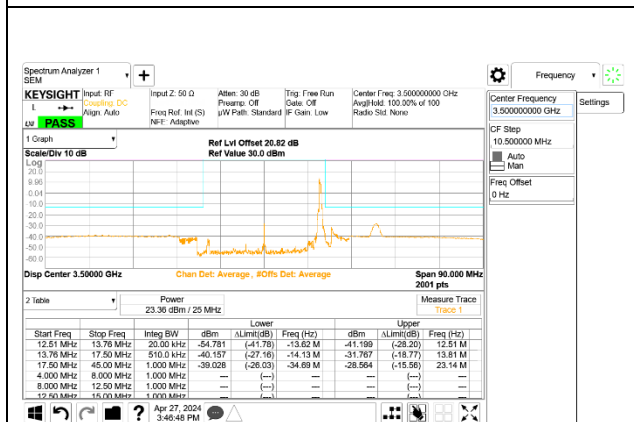 Spectrum Analyzer 1
SEM
Frequency
KEYSIGHT Input: RF Input Z: 50 Ω Atten: 30 dB Trig: Free Run Center Freq: 3.500000000 GHz
Coupling: DC Preamp: Off Gate: Off Avg|Hold: 100.00% of 100
Align: Auto Freq Ref: Int (S) µW Path: Standard IF Gain: Low Radio Std: None
NFE: Adaptive
L
PASS
Center Frequency
3.50000000 GHz
Settings
CF Step
10.500000 MHz
Auto
Man
Freq Offset
0 Hz
1 Graph
Ref Lvl Offset 20.82 dB
Scale/Div 10 dB Ref Value 30.0 dBm
Log
20.0
9.96
0.04
-10.0
-20.0
-30.0
-40.0
-50.0
-60.0
Disp Center 3.50000 GHz Chan Det: Average, #Offs Det: Average Span 90.000 MHz
2001 pts
2 Table Power Measure Trace
23.36 dBm / 25 MHz Trace 1
Lower Upper
Start Freq Stop Freq Integ BW dBm ΔLimit(dB) Freq (Hz) dBm ΔLimit(dB) Freq (Hz)
12.51 MHz 13.76 MHz 20.00 kHz -54.781 (-41.78) -13.62 M -41.199 (-28.20) 12.51 M
13.76 MHz 17.50 MHz 510.0 kHz -40.157 (-27.16) -14.13 M -31.767 (-18.77) 13.81 M
17.50 MHz 45.00 MHz 1.000 MHz -39.028 (-26.03) -34.69 M -28.564 (-15.56) 23.14 M
4.000 MHz 8.000 MHz 1.000 MHz --- (---) --- --- (---) ---
8.000 MHz 12.50 MHz 1.000 MHz --- (---) --- --- (---) ---
12.50 MHz 15.00 MHz 1.000 MHz --- (---) --- --- (---) ---
Apr 27, 2024
3:46:48 PM